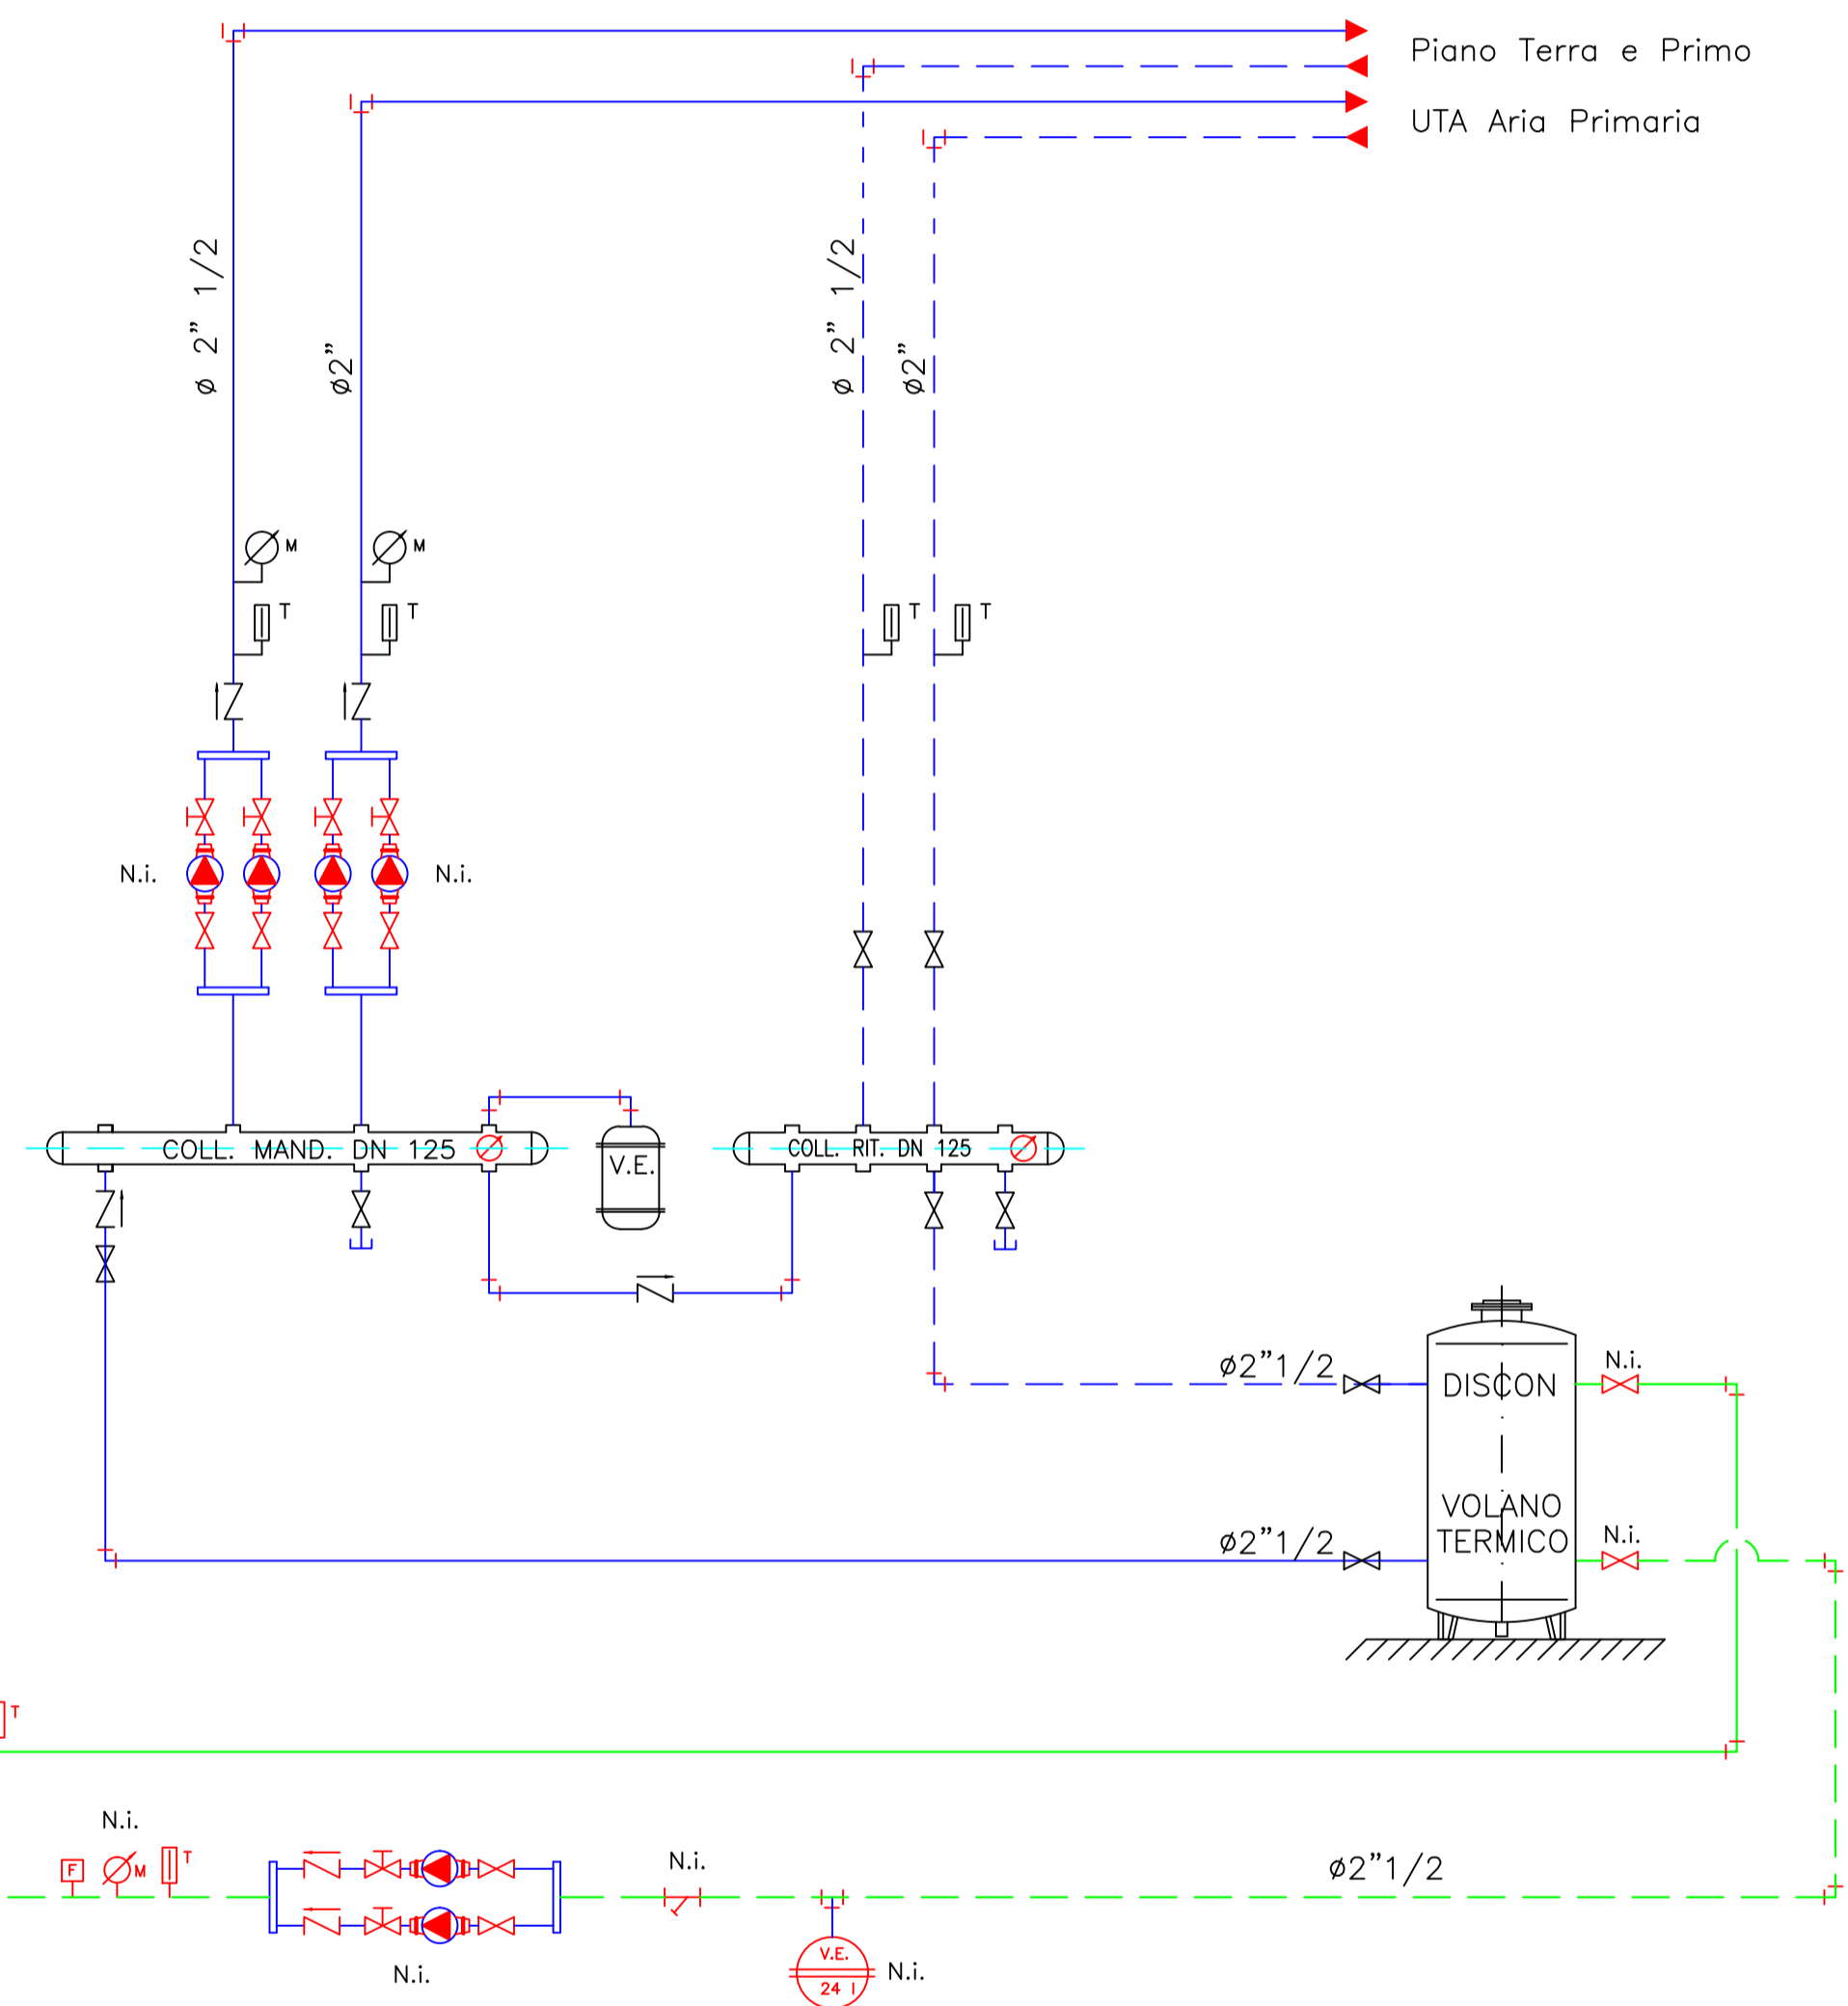 Piano Terra e Primo
UTA Aria Primaria
ø 2" 1/2
ø2"
ø 2" 1/2
ø2"
M
M
T
T
T
T
N.i.
N.i.
COLL. MAND. DN 125
COLL. RIT. DN 125
V.E.
ø2"1/2
DISCON
N.i.
VOLANO
TERMICO
ø2"1/2
N.i.
T
N.i.
F
M
T
N.i.
ø2"1/2
N.i.
V.E.
24 l
N.i.